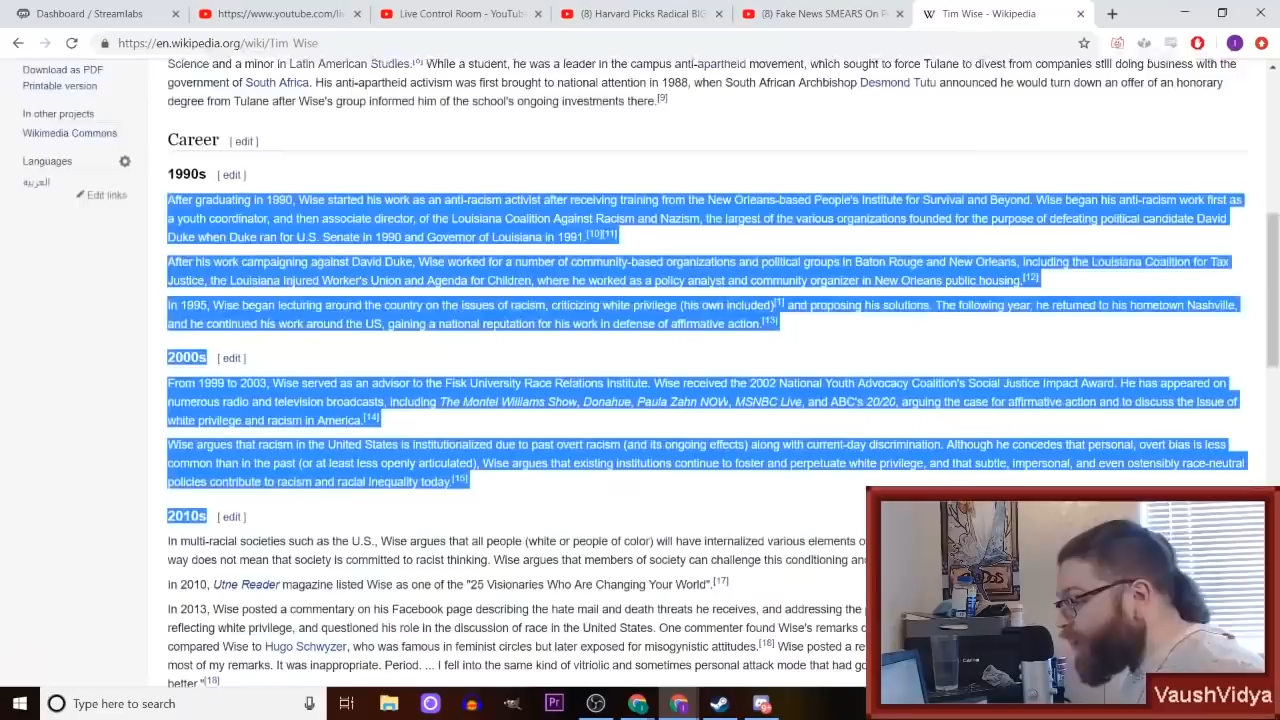 Dashboard / Streamlabs
https://www.youtube.com/li
Live Control Room - YouTub
(8) Harvard Picks Radical BIG
(8) Fake News SMEARS On P
W Tim Wise - Wikipedia
https://en.wikipedia.org/wiki/Tim_Wise
Download as PDF
Printable version
In other projects
Wikimedia Commons
Languages
العربية
Edit links
Science and a minor in Latin American Studies. While a student, he was a leader in the campus anti-apartheid movement, which sought to force Tulane to divest from companies still doing business with the
government of South Africa. His anti-apartheid activism was first brought to national attention in 1988, when South African Archbishop Desmond Tutu announced he would turn down an offer of an honorary
degree from Tulane after Wise's group informed him of the school's ongoing investments there.[9]
Career [ edit ]
1990s [ edit ]
After graduating in 1990, Wise started his work as an anti-racism activist after receiving training from the New Orleans-based People's Institute for Survival and Beyond. Wise began his anti-racism work first as
a youth coordinator, and then associate director, of the Louisiana Coalition Against Racism and Nazism, the largest of the various organizations founded for the purpose of defeating political candidate David
Duke when Duke ran for U.S. Senate in 1990 and Governor of Louisiana in 1991.[10][11]
After his work campaigning against David Duke, Wise worked for a number of community-based organizations and political groups in Baton Rouge and New Orleans, including the Louisiana Coalition for Tax
Justice, the Louisiana Injured Worker's Union and Agenda for Children, where he worked as a policy analyst and community organizer in New Orleans public housing.[12]
In 1995, Wise began lecturing around the country on the issues of racism, criticizing white privilege (his own included)[1] and proposing his solutions. The following year, he returned to his hometown Nashville,
and he continued his work around the US, gaining a national reputation for his work in defense of affirmative action.[13]
2000s [ edit ]
From 1999 to 2003, Wise served as an advisor to the Fisk University Race Relations Institute. Wise received the 2002 National Youth Advocacy Coalition's Social Justice Impact Award. He has appeared on
numerous radio and television broadcasts, including The Montel Williams Show, Donahue, Paula Zahn NOW, MSNBC Live, and ABC's 20/20, arguing the case for affirmative action and to discuss the issue of
white privilege and racism in America.[14]
Wise argues that racism in the United States is institutionalized due to past overt racism (and its ongoing effects) along with current-day discrimination. Although he concedes that personal, overt bias is less
common than in the past (or at least less openly articulated), Wise argues that existing institutions continue to foster and perpetuate white privilege, and that subtle, impersonal, and even ostensibly race-neutral
policies contribute to racism and racial inequality today.[15]
2010s [ edit ]
In multi-racial societies such as the U.S., Wise argues that all people (white or people of color) will have internalized various elements o
way does not mean that society is committed to racist thinking. Wise argues that members of society can challenge this conditioning an
In 2010, Utne Reader magazine listed Wise as one of the "25 Visionaries Who Are Changing Your World".[17]
In 2013, Wise posted a commentary on his Facebook page describing the hate mail and death threats he receives, and addressing the
reflecting white privilege, and questioned his role in the discussion of race in the United States. One commenter found Wise's remarks
compared Wise to Hugo Schwyzer, who was famous in feminist circles but later exposed for misogynistic attitudes.[18] Wise posted a re
most of my remarks. It was inappropriate. Period. ... I fell into the same kind of vitriolic and sometimes personal attack mode that had go
better."[18]
VaushVidya
Type here to search
Pr